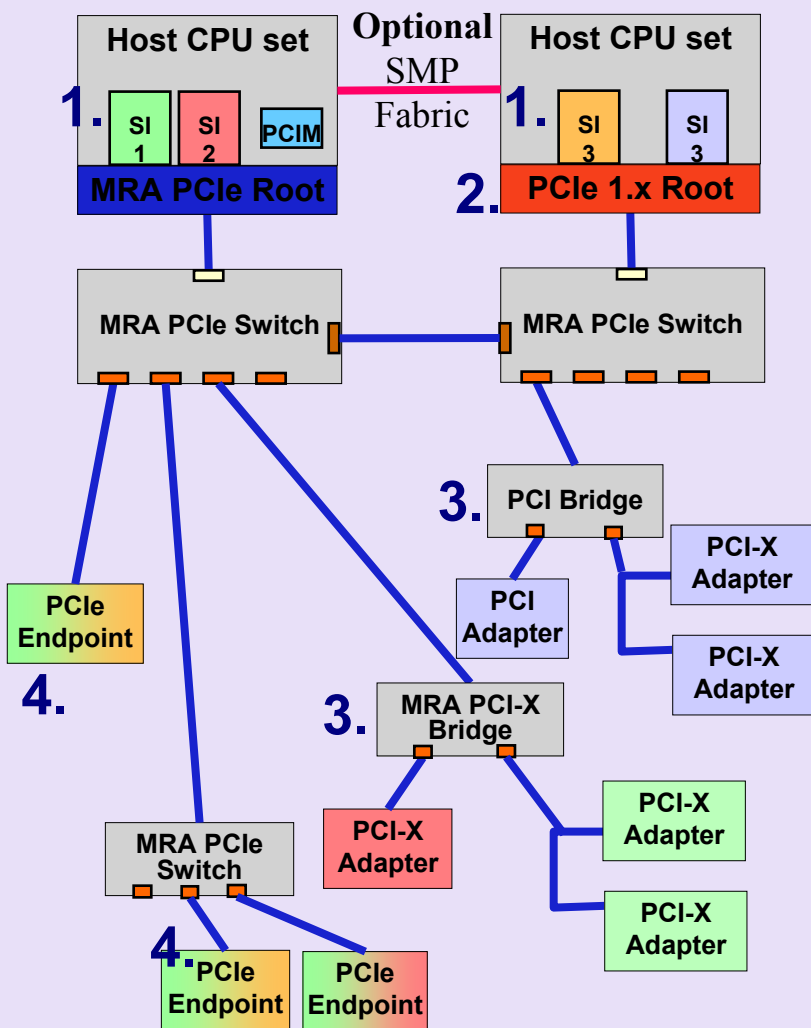 Host CPU set
Optional
SMP
Fabric
Host CPU set
1.
SI
1
SI
2
PCIM
1.
SI
3
SI
3
MRA PCIe Root
2.
PCIe 1.x Root
MRA PCIe Switch
MRA PCIe Switch
3.
PCI Bridge
PCI
Adapter
PCI-X
Adapter
PCI-X
Adapter
PCIe
Endpoint
4.
3.
MRA PCI-X
Bridge
PCI-X
Adapter
PCI-X
Adapter
PCI-X
Adapter
MRA PCIe
Switch
4.
PCIe
Endpoint
PCIe
Endpoint